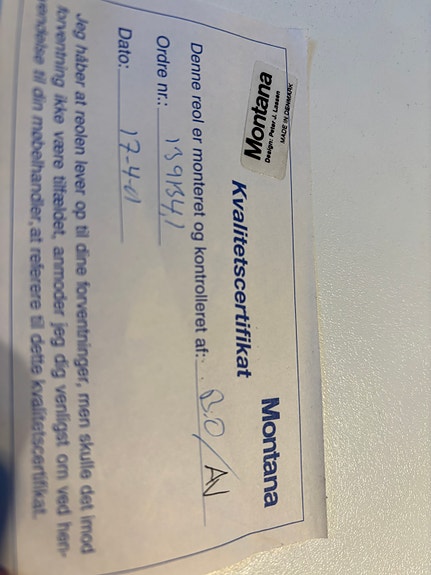 Montana
Design: Peter J. Lassen
MADE IN DENMARK
Montana
Kvalitetscertifikat
Denne reol er monteret og kontrolleret af: B.O/AN
Ordre nr.:
Dato: 17-4-01
Jeg håber at reolen lever op til dine forventninger, men skulle det imod
forventning ikke være tilfældet, anmoder jeg dig venligst om ved hen-
vendelse til din møbelhandler, at referere til dette kvalitetscertifikat.